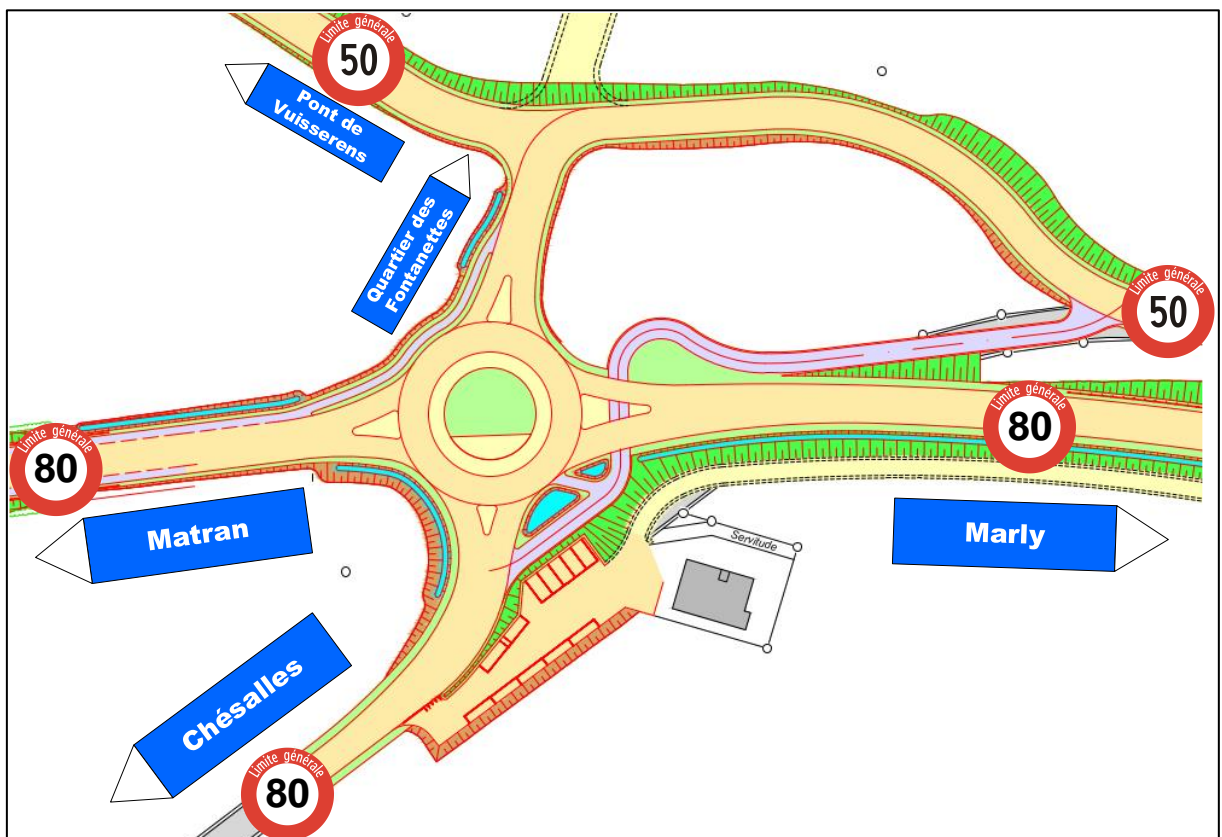 Limite générale
50
Pont de
Vuisserens
Quartier des
Fontanettes
Limite générale
50
Limite générale
80
Limite générale
80
Matran
Marly
Servitude
Chésalles
Limite générale
80